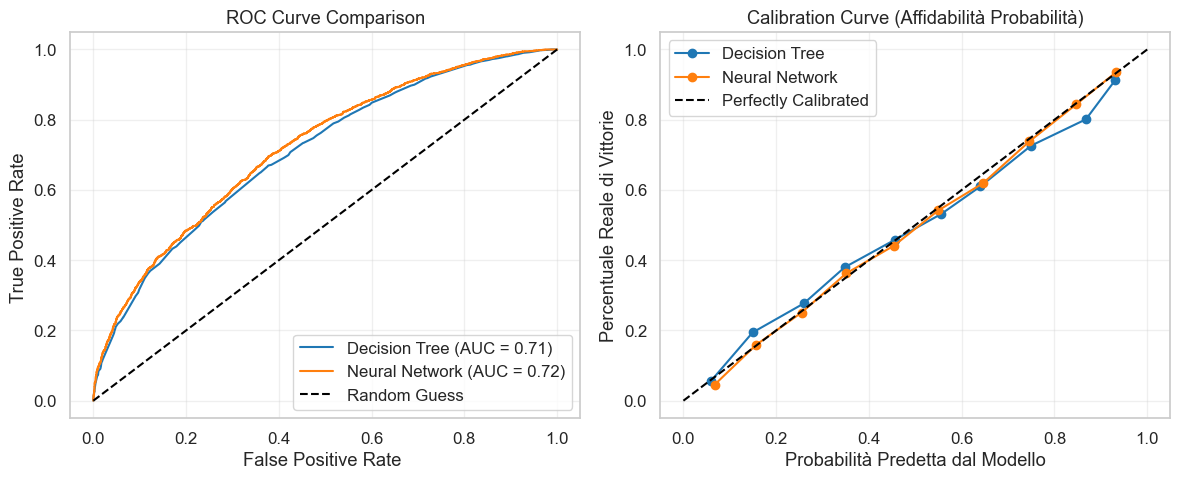 ROC Curve Comparison
True Positive Rate
1.0
0.8
0.6
0.4
0.2
0.0
0.0 0.2 0.4 0.6 0.8 1.0
False Positive Rate
Decision Tree (AUC = 0.71)
Neural Network (AUC = 0.72)
Random Guess
Calibration Curve (Affidabilità Probabilità)
Percentuale Reale di Vittorie
1.0
0.8
0.6
0.4
0.2
0.0
0.0 0.2 0.4 0.6 0.8 1.0
Probabilità Predetta dal Modello
Decision Tree
Neural Network
Perfectly Calibrated